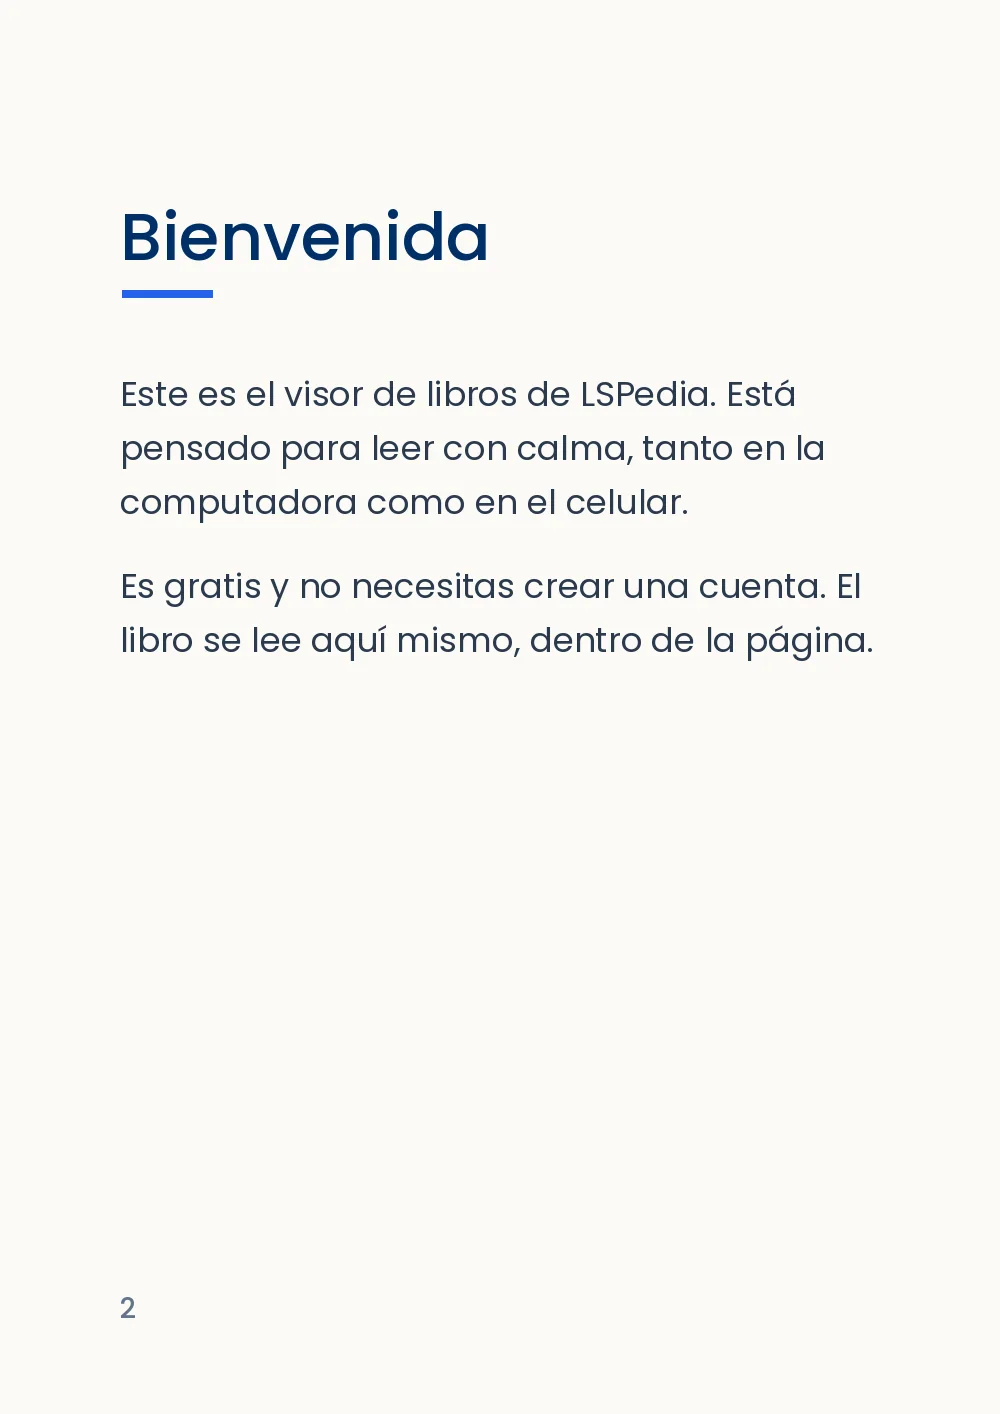 Bienvenida
Este es el visor de libros de LSPedia. Está
pensado para leer con calma, tanto en la
computadora como en el celular.
Es gratis y no necesitas crear una cuenta. El
libro se lee aquí mismo, dentro de la página.
2